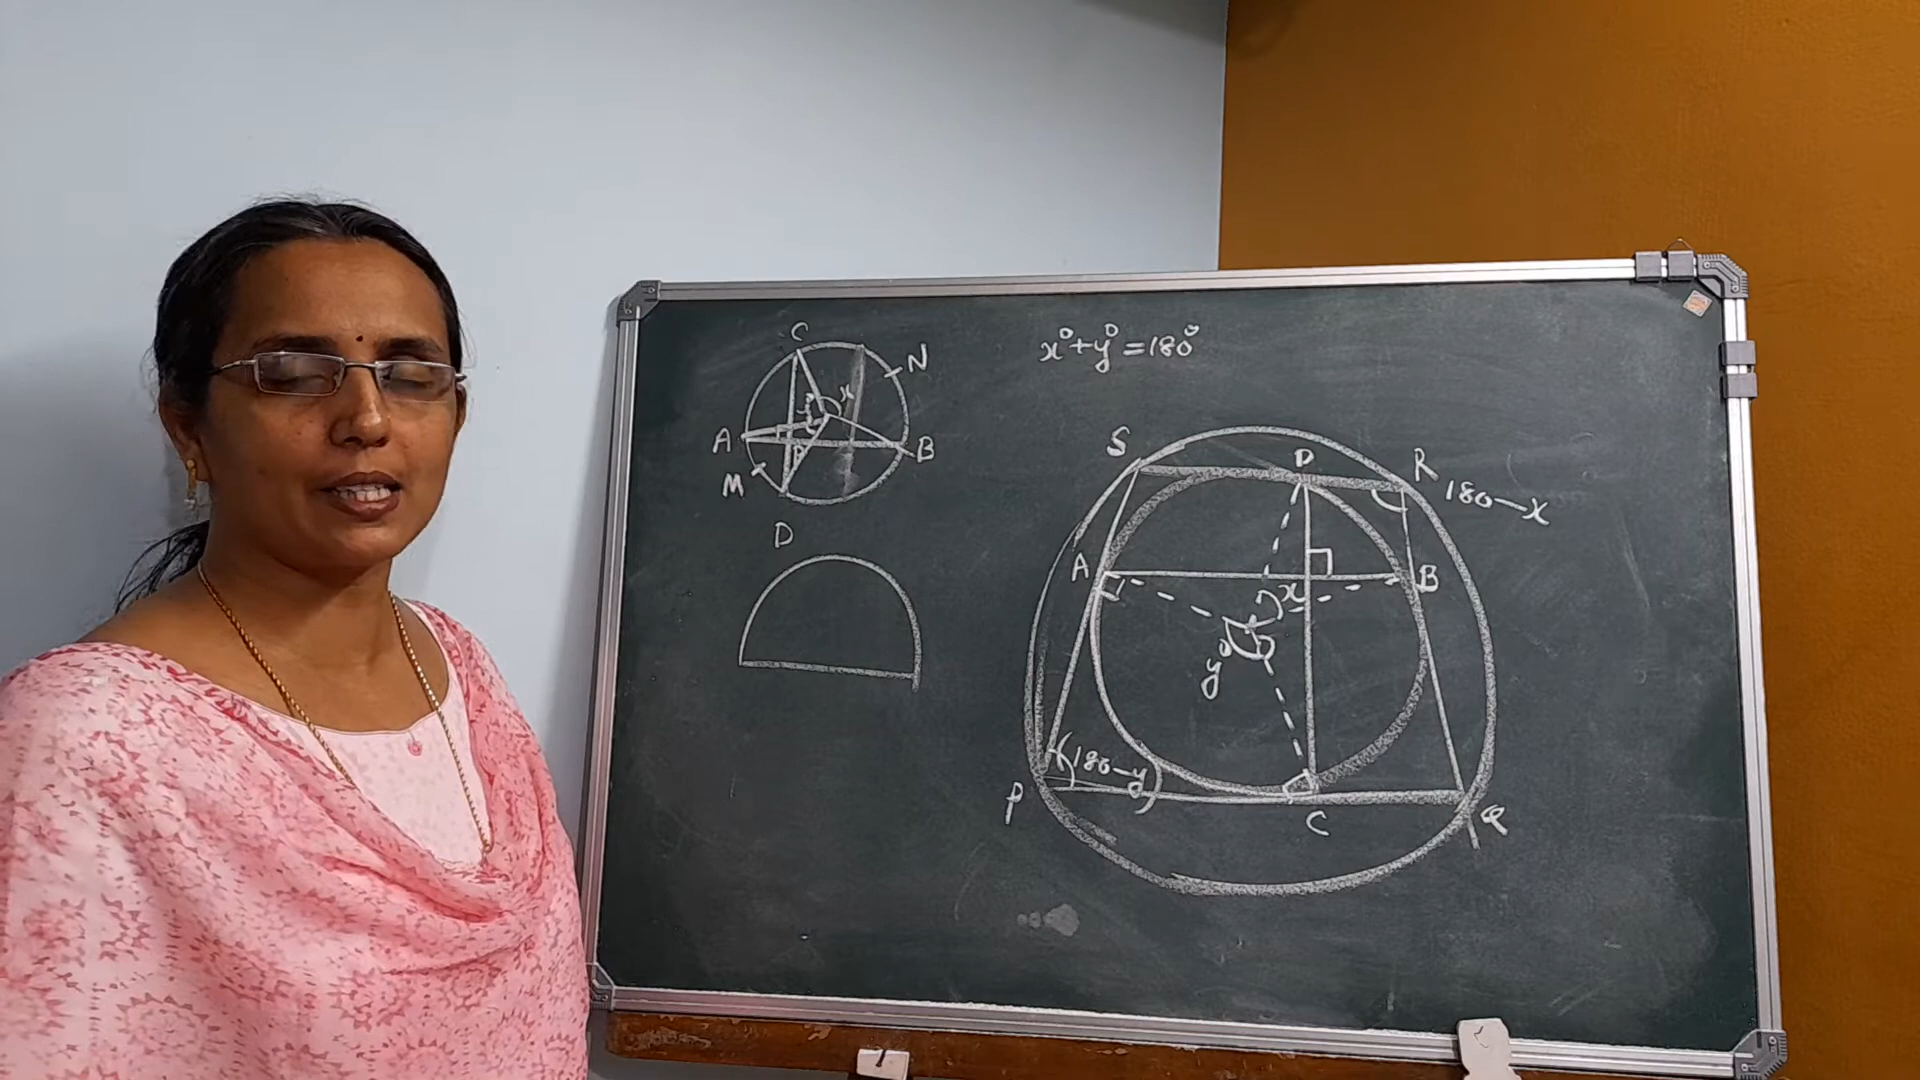 C
N
x
y
A
B
P
M
D
x° + y° = 180°
S
D
R
180 - x
A
B
x
y°
(180 - y)
P
C
Q